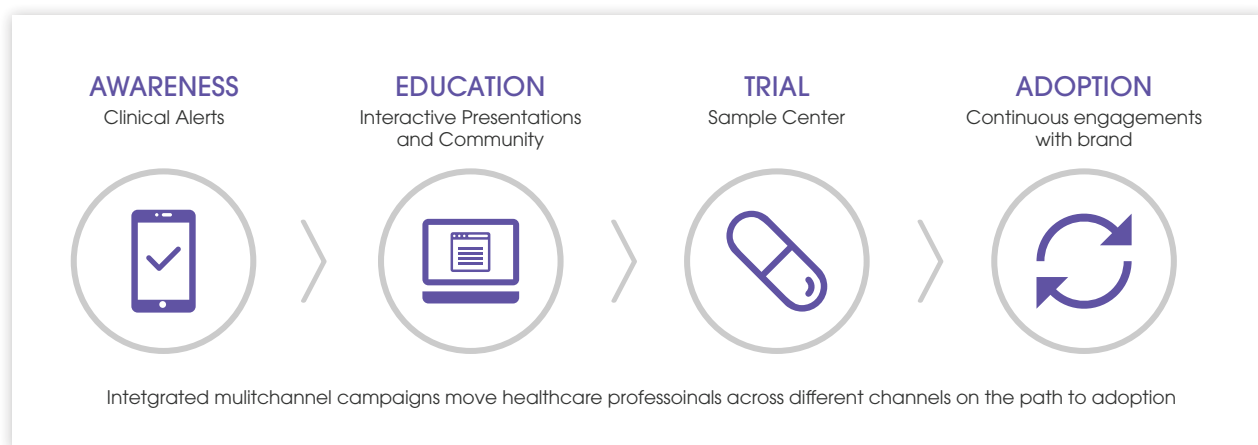 AWARENESS
Clinical Alerts
EDUCATION
Interactive Presentations
and Community
TRIAL
Sample Center
ADOPTION
Continuous engagements
with brand
Intetgrated mulitchannel campaigns move healthcare professoinals across different channels on the path to adoption